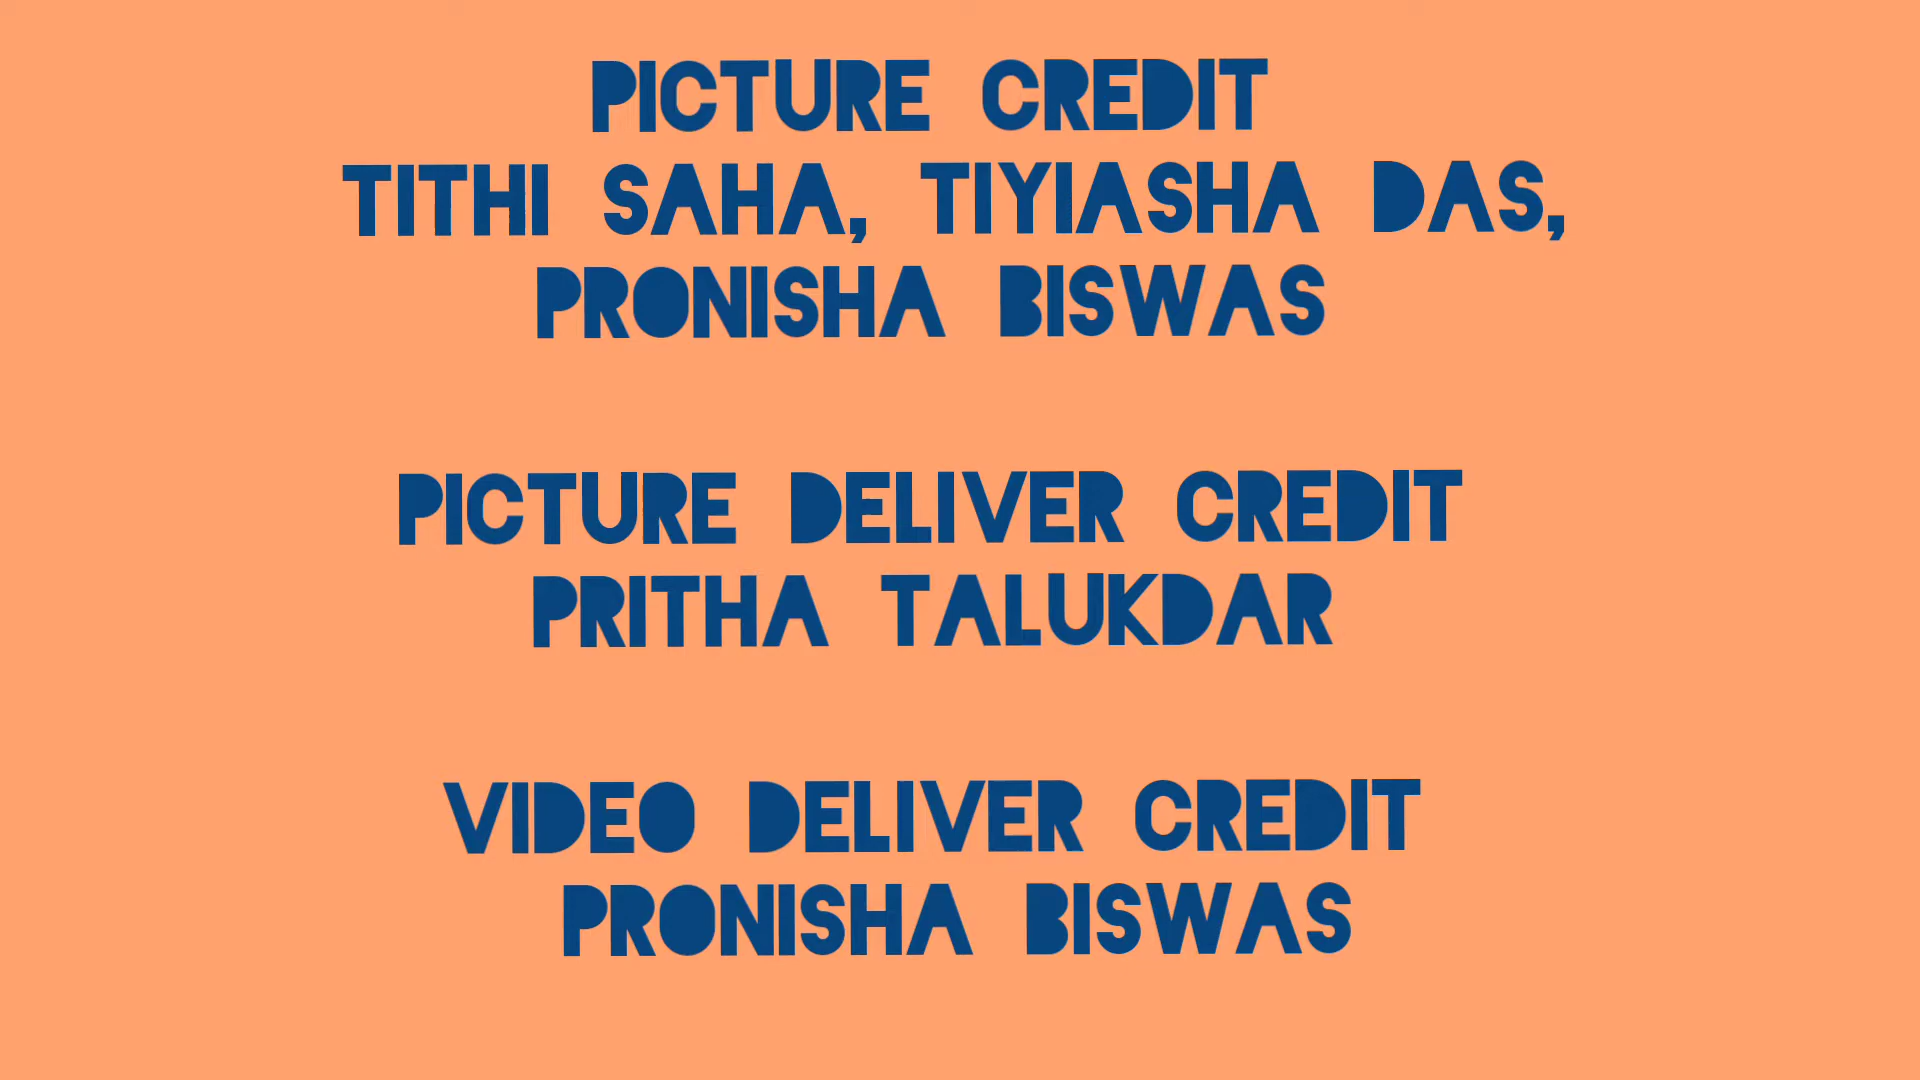 PICTURE CREDIT
TITHI SAHA, TIYIASHA DAS,
PRONISHA BISWAS
PICTURE DELIVER CREDIT
PRITHA TALUKDAR
VIDEO DELIVER CREDIT
PRONISHA BISWAS